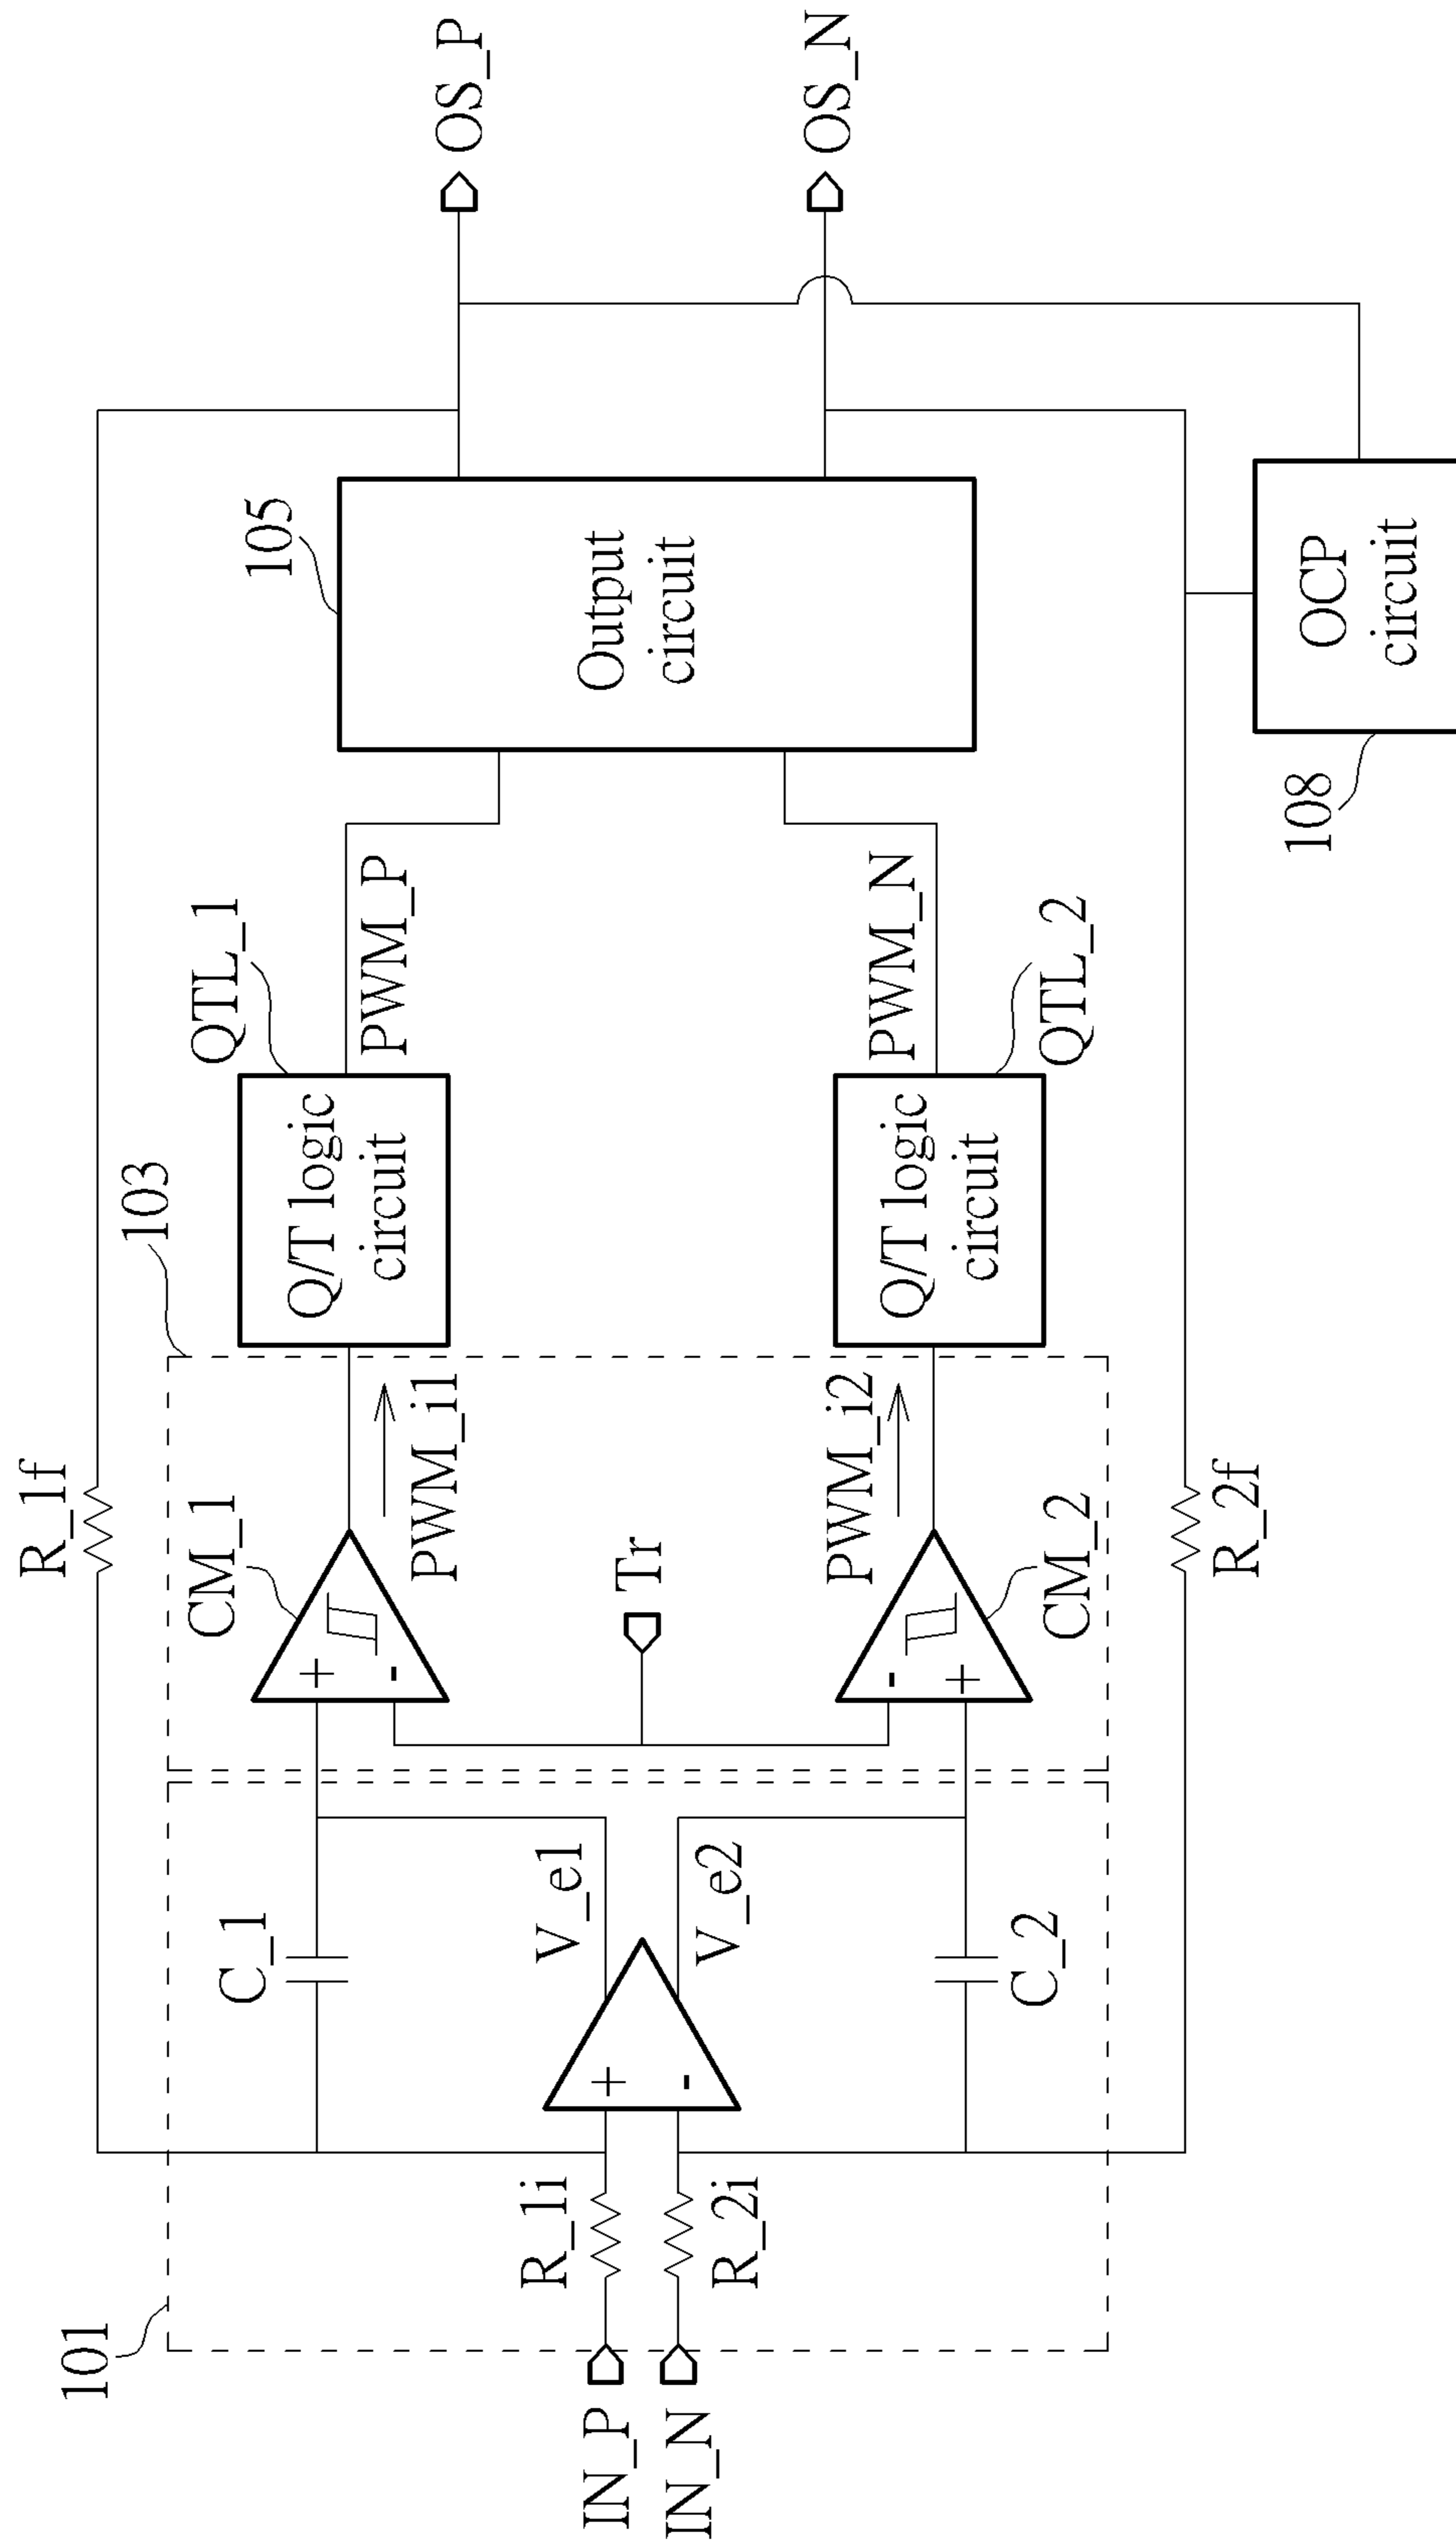 R_1f
103
QTL_1
105
CM_1
Q/T logic
circuit
PWM_P
PWM_i1
OS_P
101
C_1
V_e1
R_1i
IN_P
IN_N
R_2i
V_e2
C_2
+
-
+
-
-
+
Tr
Output
circuit
PWM_i2
CM_2
Q/T logic
circuit
PWM_N
QTL_2
OS_N
R_2f
108
OCP
circuit